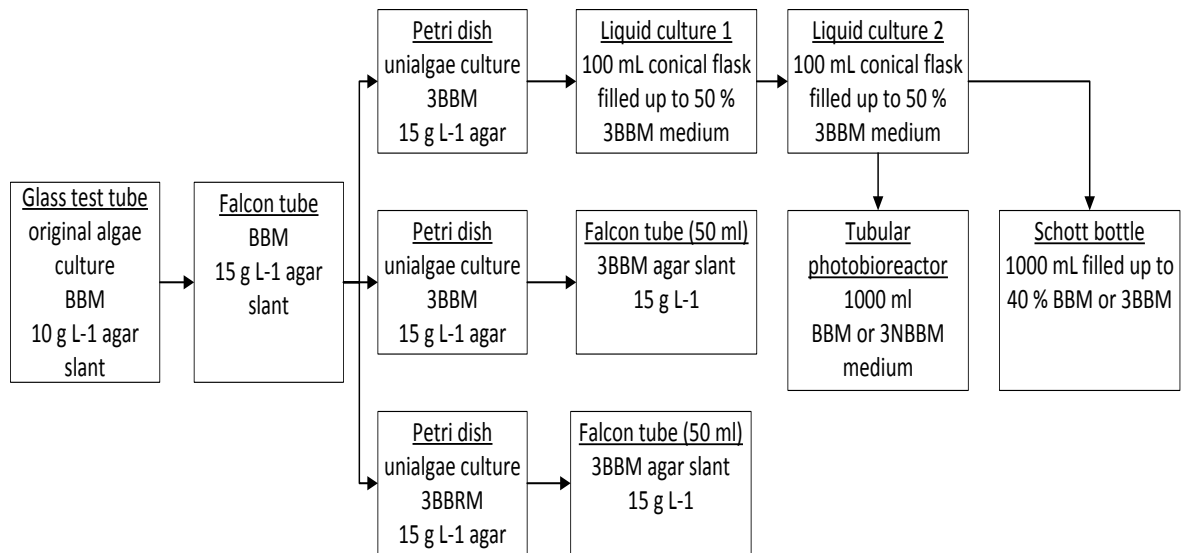 Petri dish
unialgae culture
3BBM
15 g L-1 agar
Liquid culture 1
100 mL conical flask
filled up to 50 %
3BBM medium
Liquid culture 2
100 mL conical flask
filled up to 50 %
3BBM medium
Glass test tube
original algae
culture
BBM
10 g L-1 agar
slant
Falcon tube
BBM
15 g L-1 agar
slant
Petri dish
unialgae culture
3BBM
15 g L-1 agar
Falcon tube (50 ml)
3BBM agar slant
15 g L-1
Tubular
photobioreactor
1000 ml
BBM or 3NBBM
medium
Schott bottle
1000 mL filled up to
40 % BBM or 3BBM
Petri dish
unialgae culture
3BBRM
15 g L-1 agar
Falcon tube (50 ml)
3BBM agar slant
15 g L-1